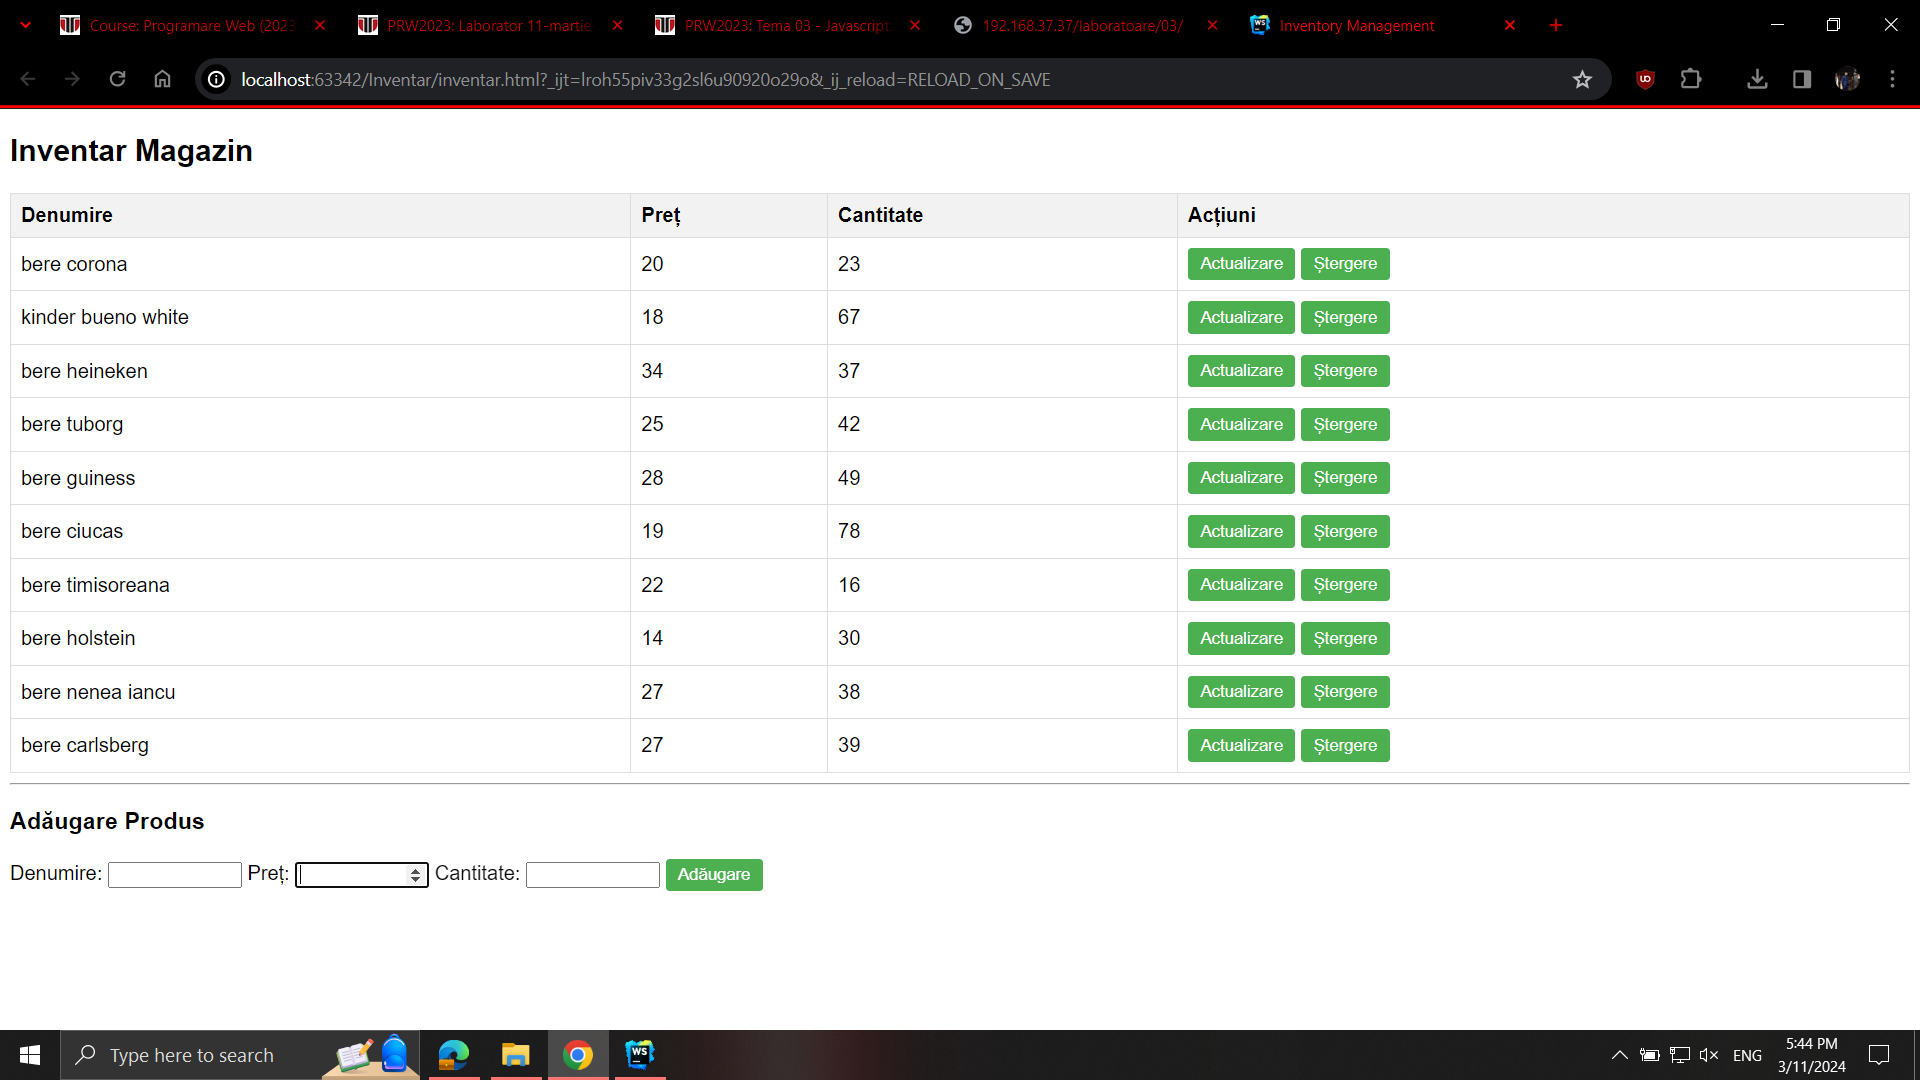 Course: Programare Web (2023
PRW2023: Laborator 11-martie
PRW2023: Tema 03 - Javascript
192.168.37.37/laboratoare/03/
Inventory Management
localhost:63342/Inventar/inventar.html?_ijt=lroh55piv33g2sl6u90920o29o&_ij_reload=RELOAD_ON_SAVE
Inventar Magazin
Denumire Preț Cantitate Acțiuni
bere corona 20 23 Actualizare Ștergere
kinder bueno white 18 67 Actualizare Ștergere
bere heineken 34 37 Actualizare Ștergere
bere tuborg 25 42 Actualizare Ștergere
bere guiness 28 49 Actualizare Ștergere
bere ciucas 19 78 Actualizare Ștergere
bere timisoreana 22 16 Actualizare Ștergere
bere holstein 14 30 Actualizare Ștergere
bere nenea iancu 27 38 Actualizare Ștergere
bere carlsberg 27 39 Actualizare Ștergere
Adăugare Produs
Denumire: Preț: Cantitate: Adăugare
Type here to search
WS
ENG
5:44 PM
3/11/2024